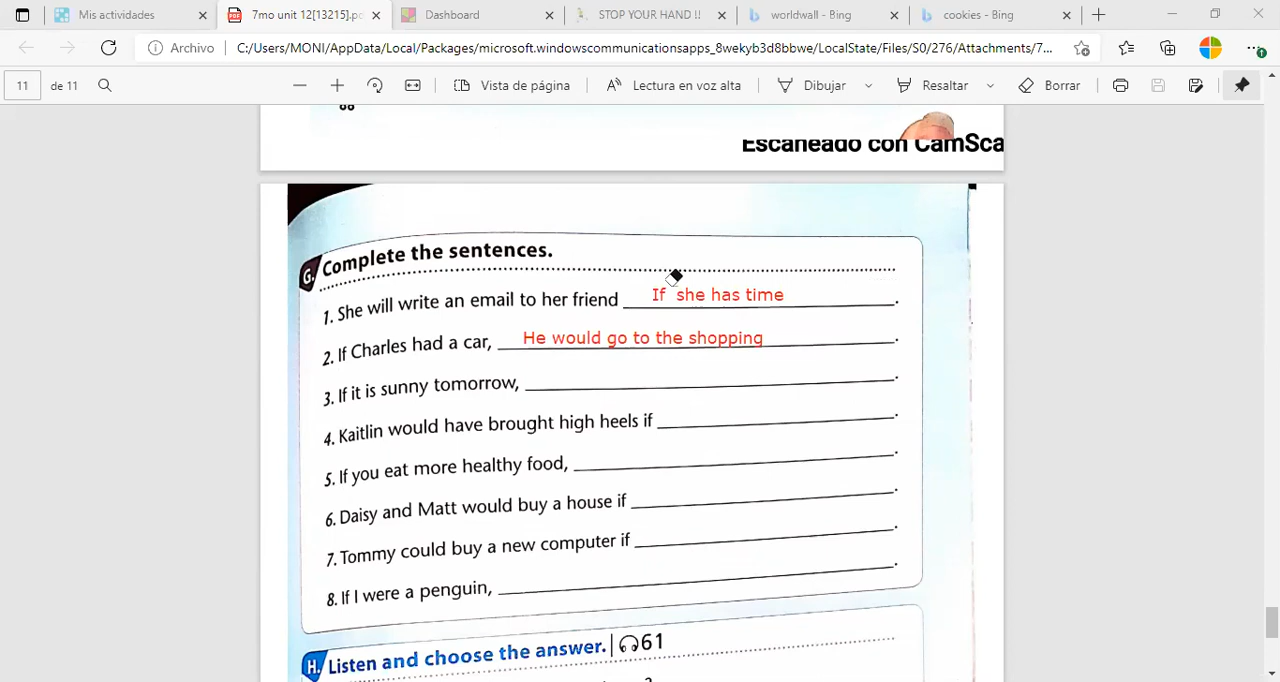 Mis actividades
7mo unit 12[13215].pc
Dashboard
STOP YOUR HAND !!
worldwall - Bing
cookies - Bing
Archivo
C:/Users/MONI/AppData/Local/Packages/microsoft.windowscommunicationsapps_8wekyb3d8bbwe/LocalState/Files/S0/276/Attachments/7...
11 de 11
Vista de página
Lectura en voz alta
Dibujar
Resaltar
Borrar
Escaneado con CamSca
G. Complete the sentences.
1. She will write an email to her friend If she has time.
2. If Charles had a car, He would go to the shopping.
3. If it is sunny tomorrow, .
4. Kaitlin would have brought high heels if .
5. If you eat more healthy food, .
6. Daisy and Matt would buy a house if .
7. Tommy could buy a new computer if .
8. If I were a penguin, .
H. Listen and choose the answer. | 61